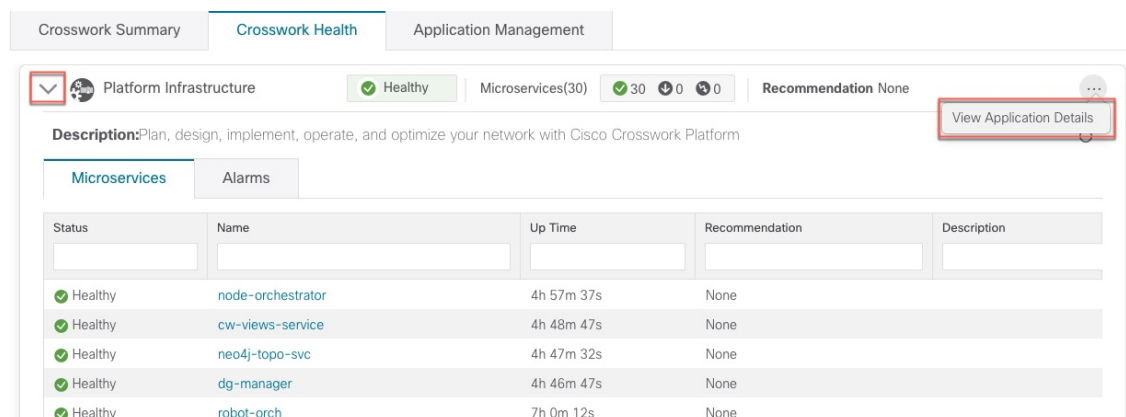 Crosswork Summary Crosswork Health Application Management
Platform Infrastructure Healthy Microservices(30) 30 0 0 Recommendation None ...
View Application Details
Description:Plan, design, implement, operate, and optimize your network with Cisco Crosswork Platform
Microservices Alarms
Status Name Up Time Recommendation Description
Healthy node-orchestrator 4h 57m 37s None
Healthy cw-views-service 4h 48m 47s None
Healthy neo4j-topo-svc 4h 47m 32s None
Healthy dg-manager 4h 46m 47s None
Healthy robot-orch 7h 0m 12s None